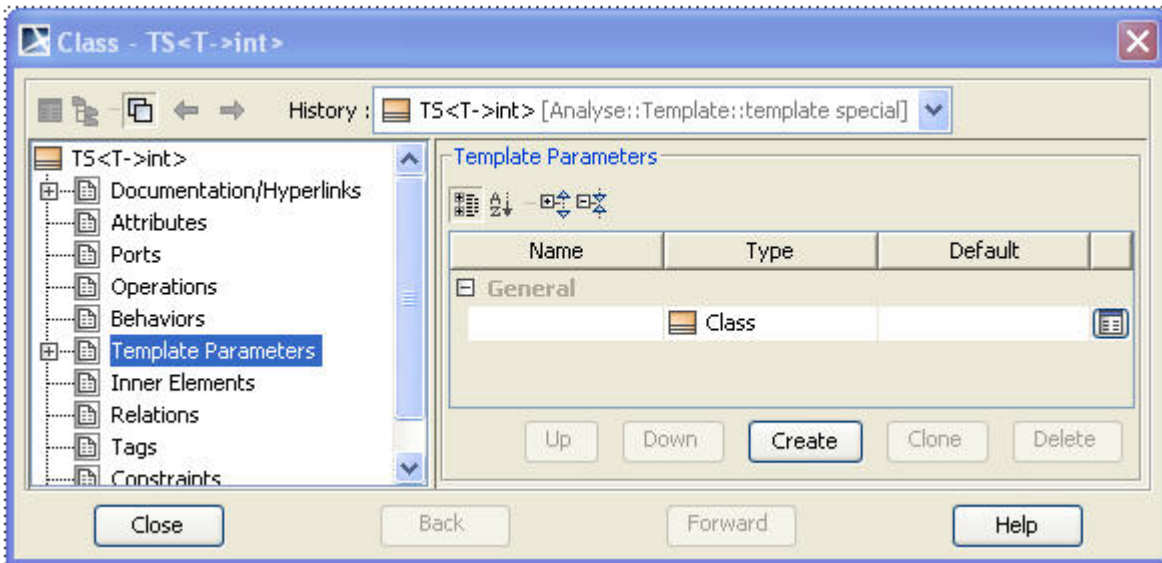 Class - TS<T->int>
History : TS<T->int> [Analyse::Template::template special]
TS<T->int>
Documentation/Hyperlinks
Attributes
Ports
Operations
Behaviors
Template Parameters
Inner Elements
Relations
Tags
Constraints
Template Parameters
Name Type Default
General
Class
Up Down Create Clone Delete
Close Back Forward Help